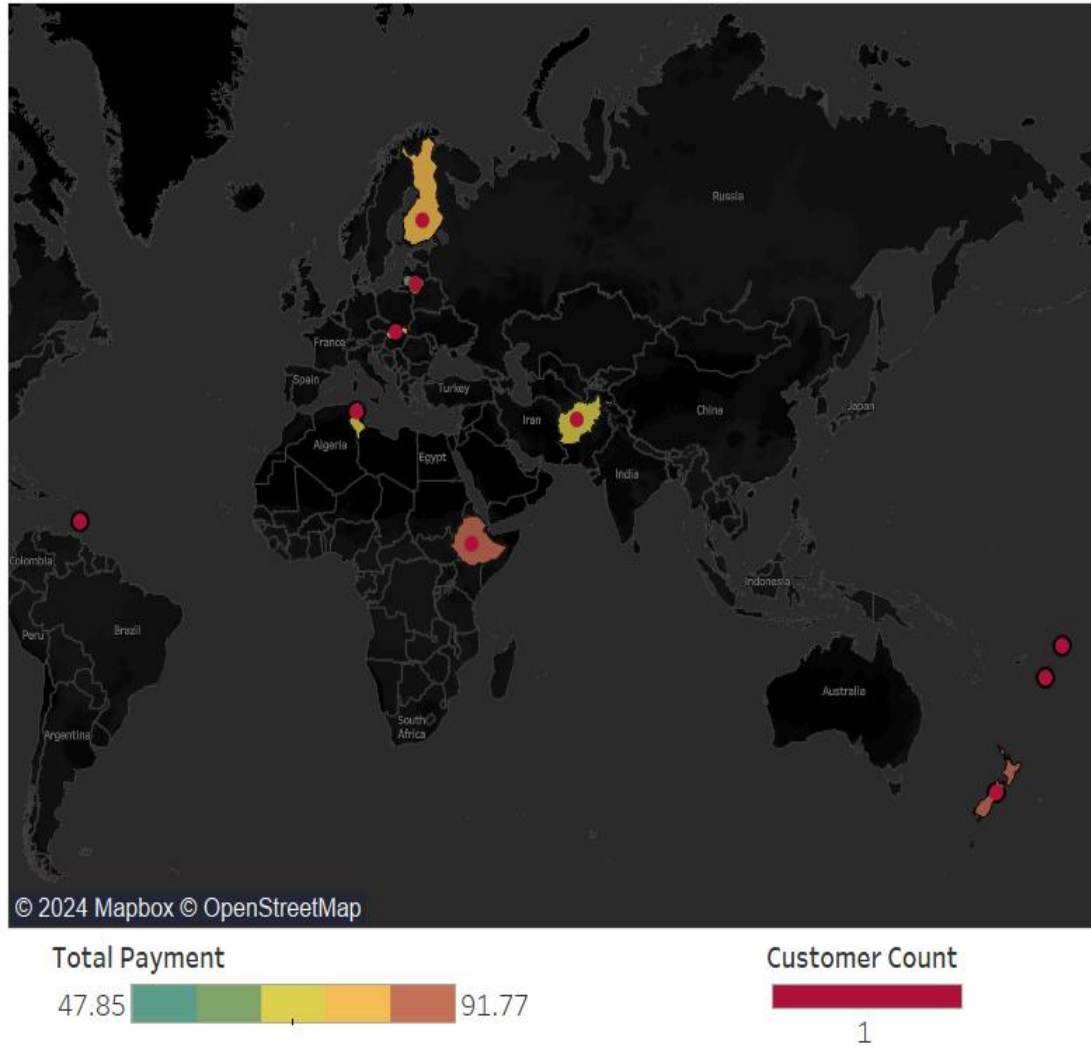 Russia
France
Spain
Turkey
Iran
China
Japan
Algeria
Egypt
India
Colombia
Indonesia
Peru
Brazil
Australia
South
Africa
Argentina
© 2024 Mapbox © OpenStreetMap
Total Payment
Customer Count
47.85
91.77
1